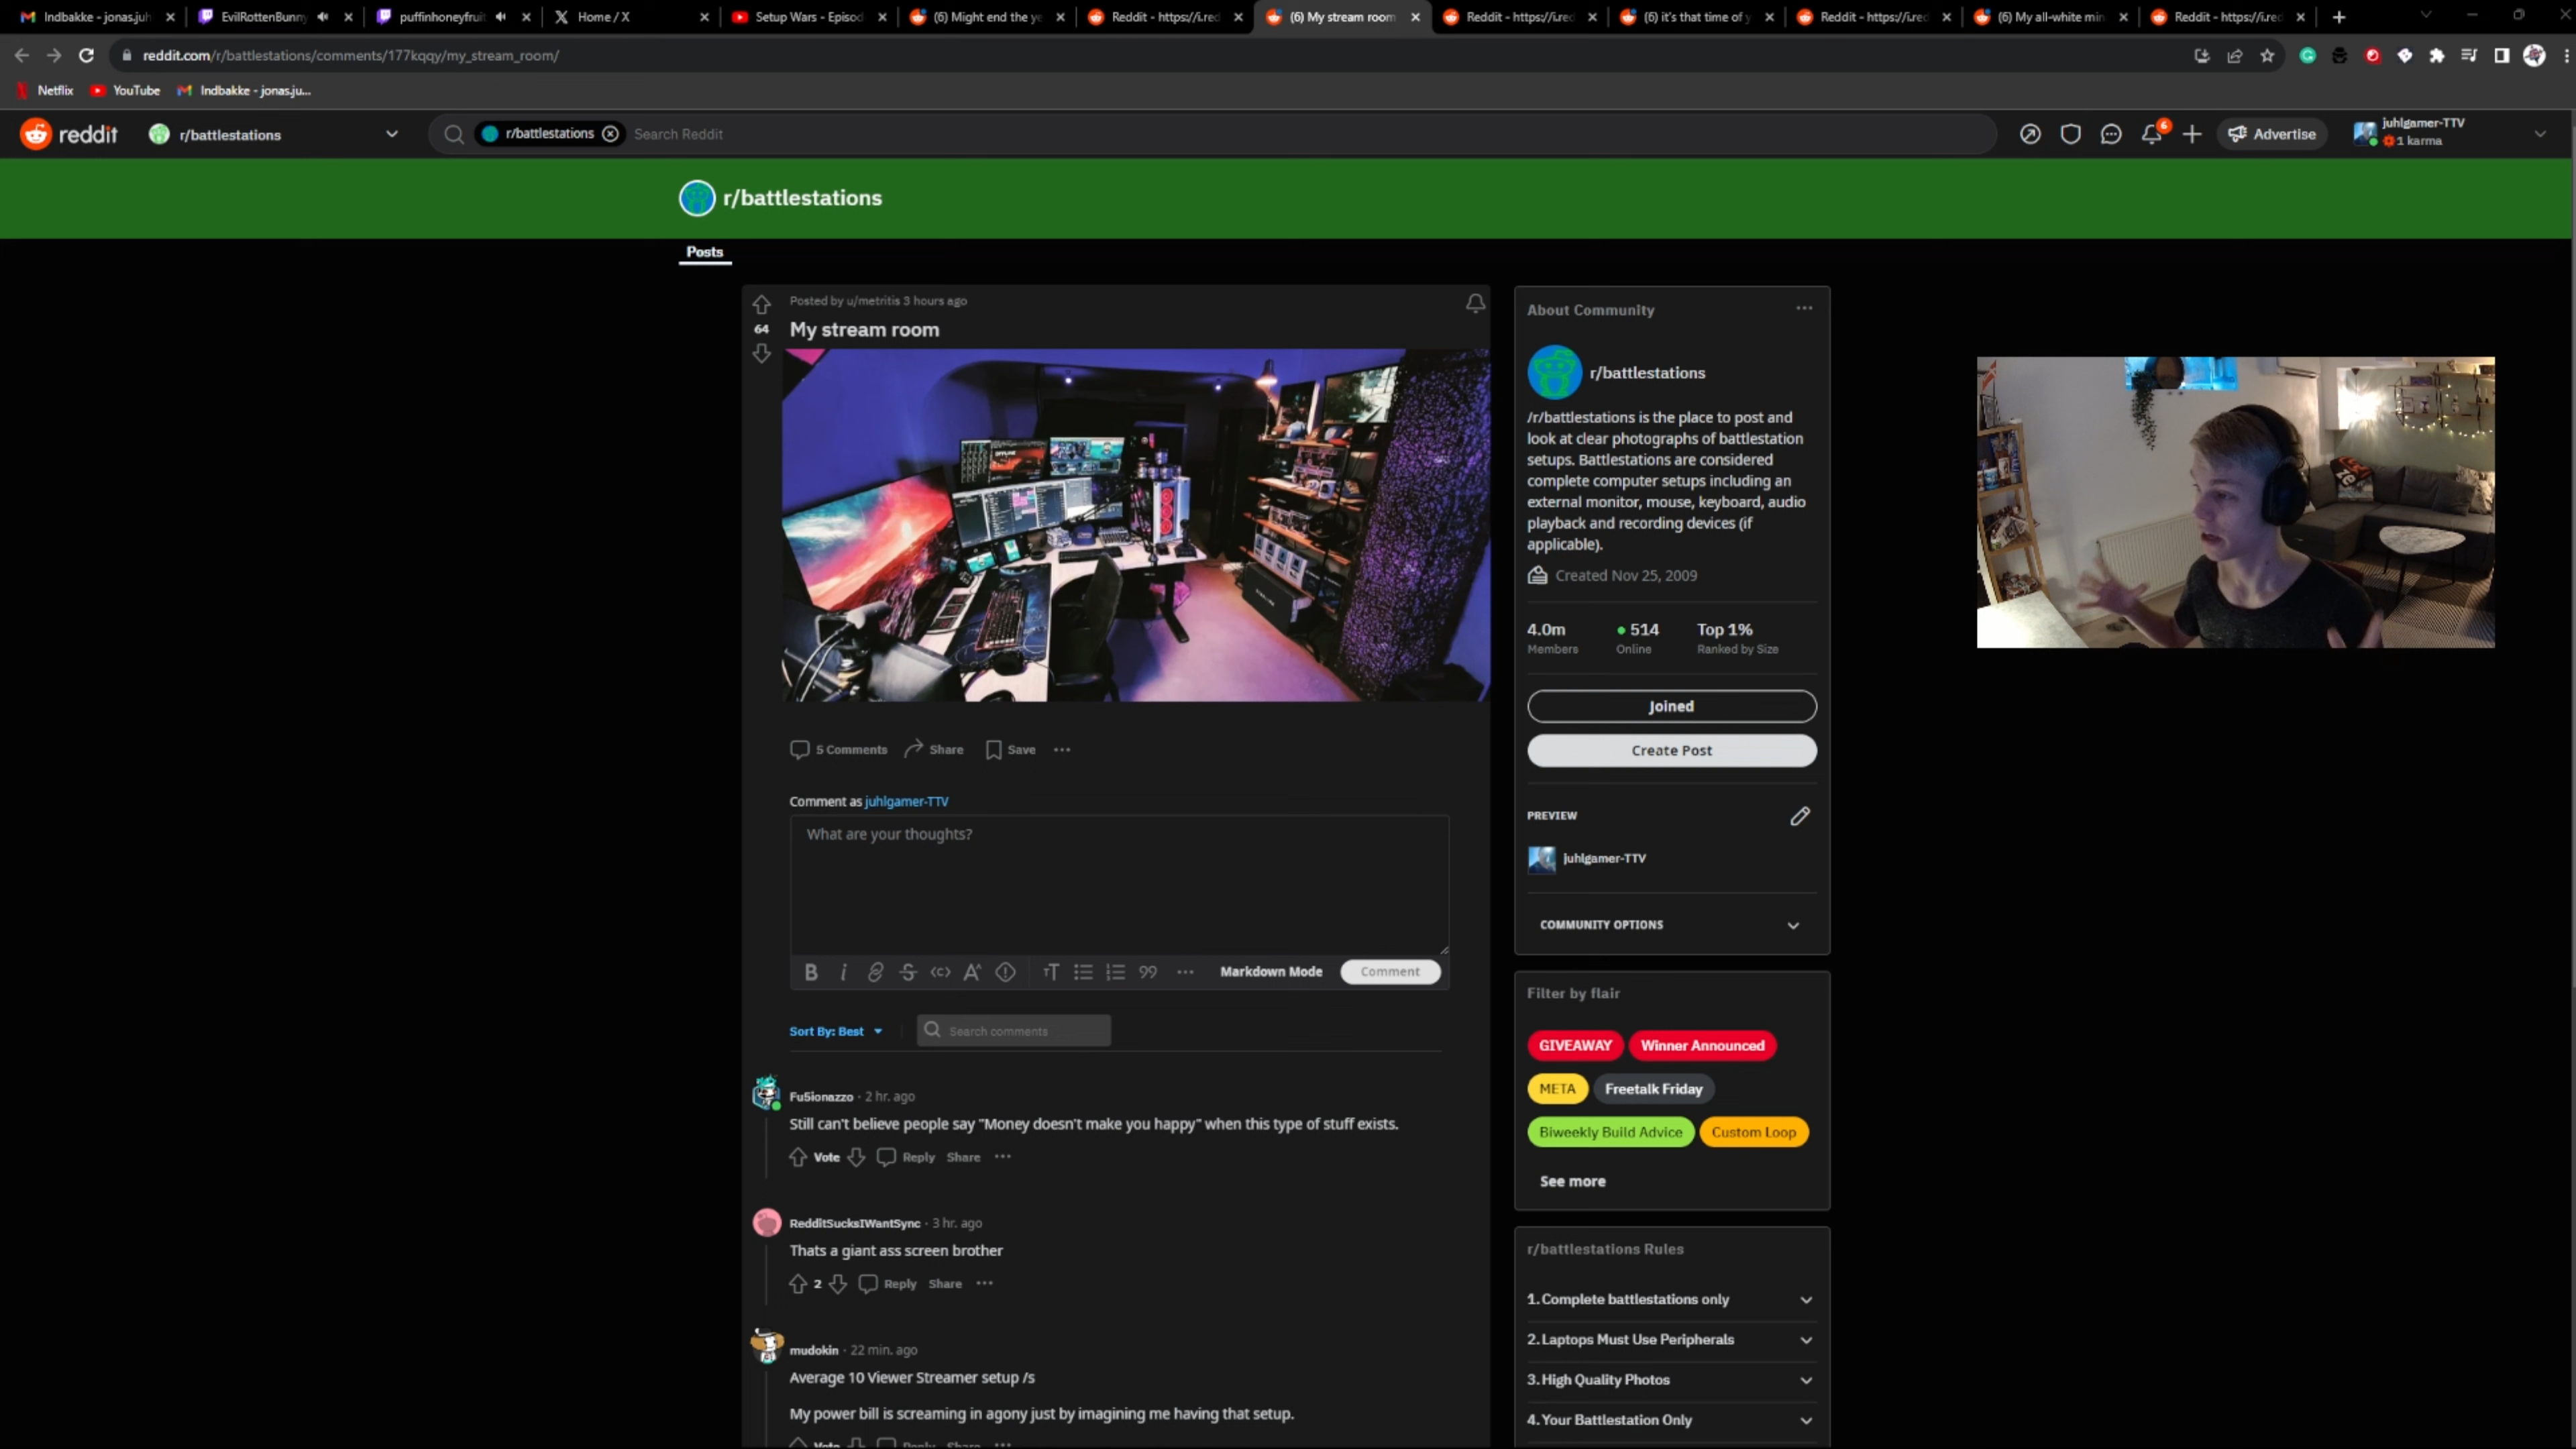 Indbakke - jonas.juh
EvilRottenBunny
puffinhoneyfruit
Home / X
Setup Wars - Episod
(6) Might end the ye
Reddit - https://i.red
(6) My stream room
Reddit - https://i.red
(6) it's that time of y
Reddit - https://i.red
(6) My all-white min
Reddit - https://i.red
reddit.com/r/battlestations/comments/177kqqy/my_stream_room/
Netflix
YouTube
Indbakke - jonas.ju...
reddit
r/battlestations
r/battlestations
Search Reddit
6
Advertise
juhlgamer-TTV
1 karma
r/battlestations
Posts
Posted by u/metritis 3 hours ago
64
My stream room
5 Comments
Share
Save
Comment as juhlgamer-TTV
What are your thoughts?
Markdown Mode
Comment
Sort By: Best
Search comments
Fu5ionazzo · 2 hr. ago
Still can't believe people say "Money doesn't make you happy" when this type of stuff exists.
Vote
Reply
Share
RedditSucksIWantSync · 3 hr. ago
Thats a giant ass screen brother
2
Reply
Share
mudokin · 22 min. ago
Average 10 Viewer Streamer setup /s
My power bill is screaming in agony just by imagining me having that setup.
Vote
Reply
Share
About Community
r/battlestations
/r/battlestations is the place to post and
look at clear photographs of battlestation
setups. Battlestations are considered
complete computer setups including an
external monitor, mouse, keyboard, audio
playback and recording devices (if
applicable).
Created Nov 25, 2009
4.0m
Members
514
Online
Top 1%
Ranked by Size
Joined
Create Post
PREVIEW
juhlgamer-TTV
COMMUNITY OPTIONS
Filter by flair
GIVEAWAY
Winner Announced
META
Freetalk Friday
Biweekly Build Advice
Custom Loop
See more
r/battlestations Rules
1. Complete battlestations only
2. Laptops Must Use Peripherals
3. High Quality Photos
4. Your Battlestation Only